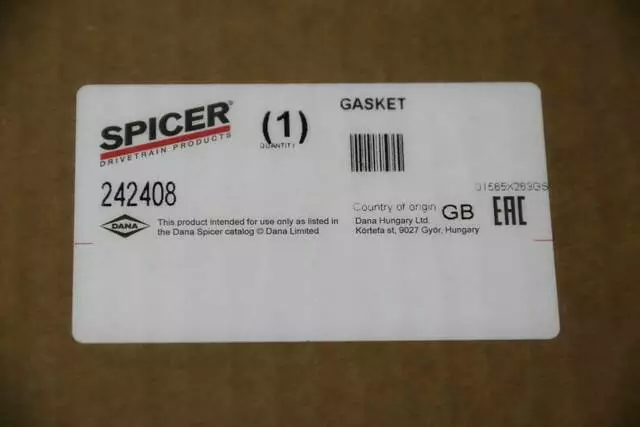 SPICER®
DRIVETRAIN PRODUCTS
(1)
QUANTITY
GASKET
242408
01565X263GS
DANA
This product intended for use only as listed in
the Dana Spicer catalog © Dana Limited
Country of origin GB
Dana Hungary Ltd.
Körtefa st, 9027 Győr, Hungary
EAC